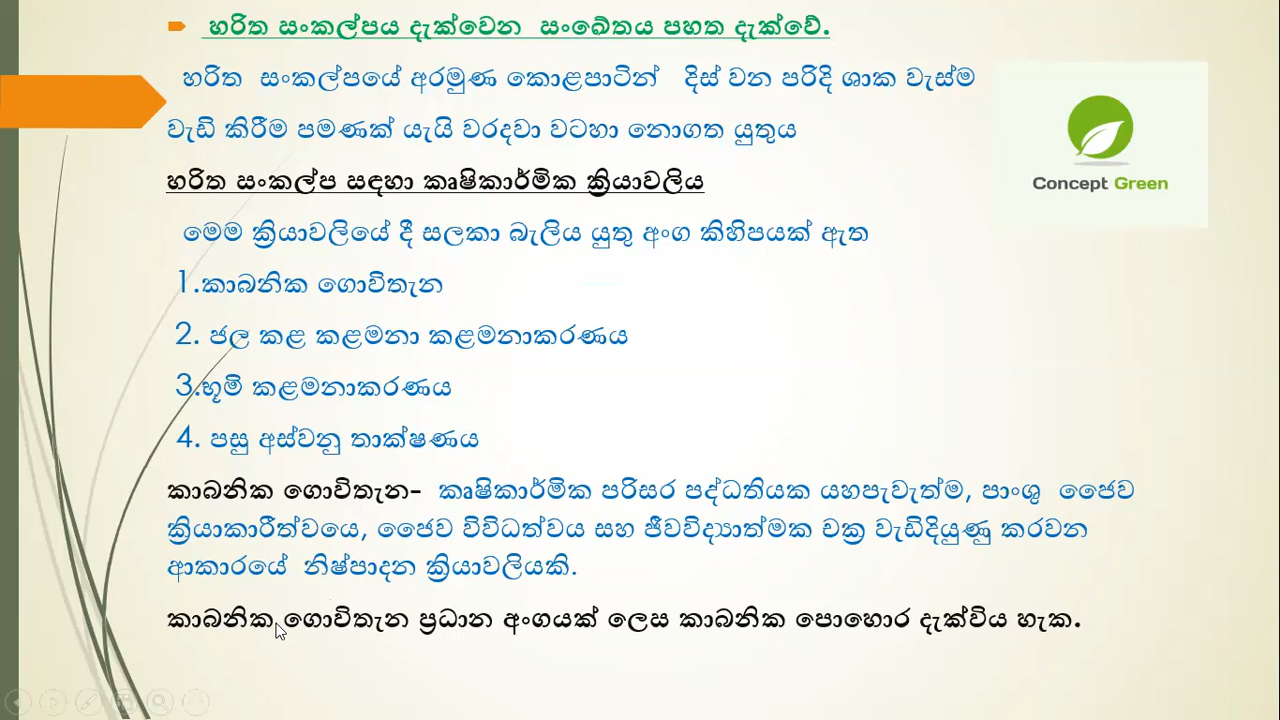 හරිත සංකල්පය දැක්වෙන සංඛේතය පහත දැක්වේ.
හරිත සංකල්පයේ අරමුණ කොළපාටින් දිස් වන පරිදි ශාක වැස්ම
වැඩි කිරීම පමණක් යැයි වරදවා වටහා නොගත යුතුය
Concept Green
හරිත සංකල්ප සඳහා කෘෂිකාර්මික ක්‍රියාවලිය
මෙම ක්‍රියාවලියේ දී සලකා බැලිය යුතු අංග කිහිපයක් ඇත
1.කාබනික ගොවිතැන
2. ජල කළ කළමනා කළමනාකරණය
3.භූමි කළමනාකරණය
4. පසු අස්වනු තාක්ෂණය
කාබනික ගොවිතැන- කෘෂිකාර්මික පරිසර පද්ධතියක යහපැවැත්ම, පාංශු ජෛව
ක්‍රියාකාරීත්වයෙ, ජෛව විවිධත්වය සහ ජීවවිද්‍යාත්මක චක්‍ර වැඩිදියුණු කරවන
ආකාරයේ නිෂ්පාදන ක්‍රියාවලියකි.
කාබනික ගොවිතැන ප්‍රධාන අංගයක් ලෙස කාබනික පොහොර දැක්විය හැක.